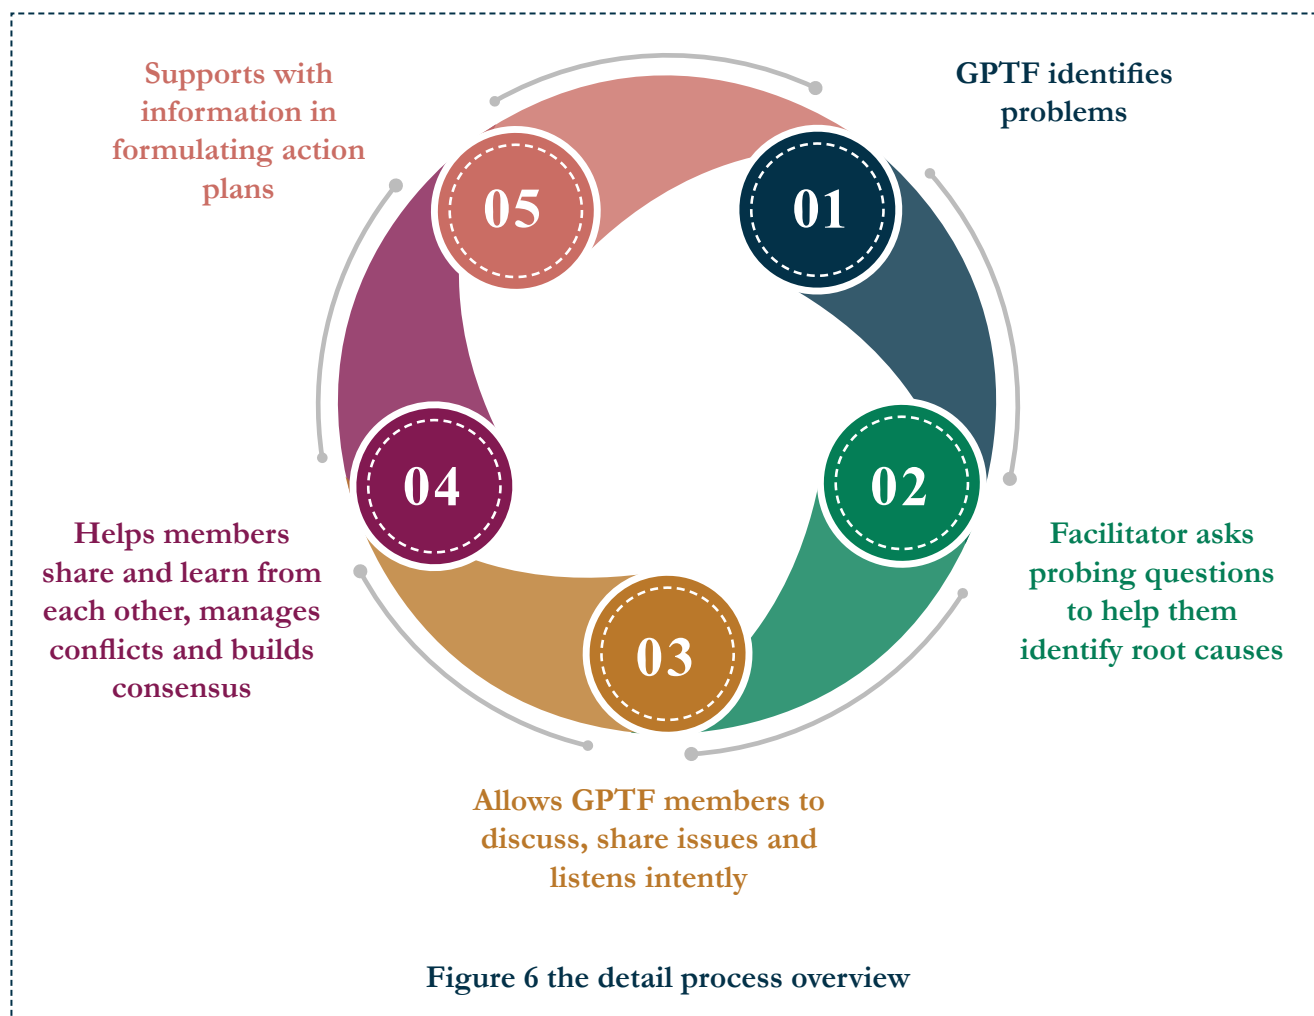 01
GPTF identifies
problems
02
Facilitator asks
probing questions
to help them
identify root causes
03
Allows GPTF members to
discuss, share issues and
listens intently
04
Helps members
share and learn from
each other, manages
conflicts and builds
consensus
05
Supports with
information in
formulating action
plans
Figure 6 the detail process overview